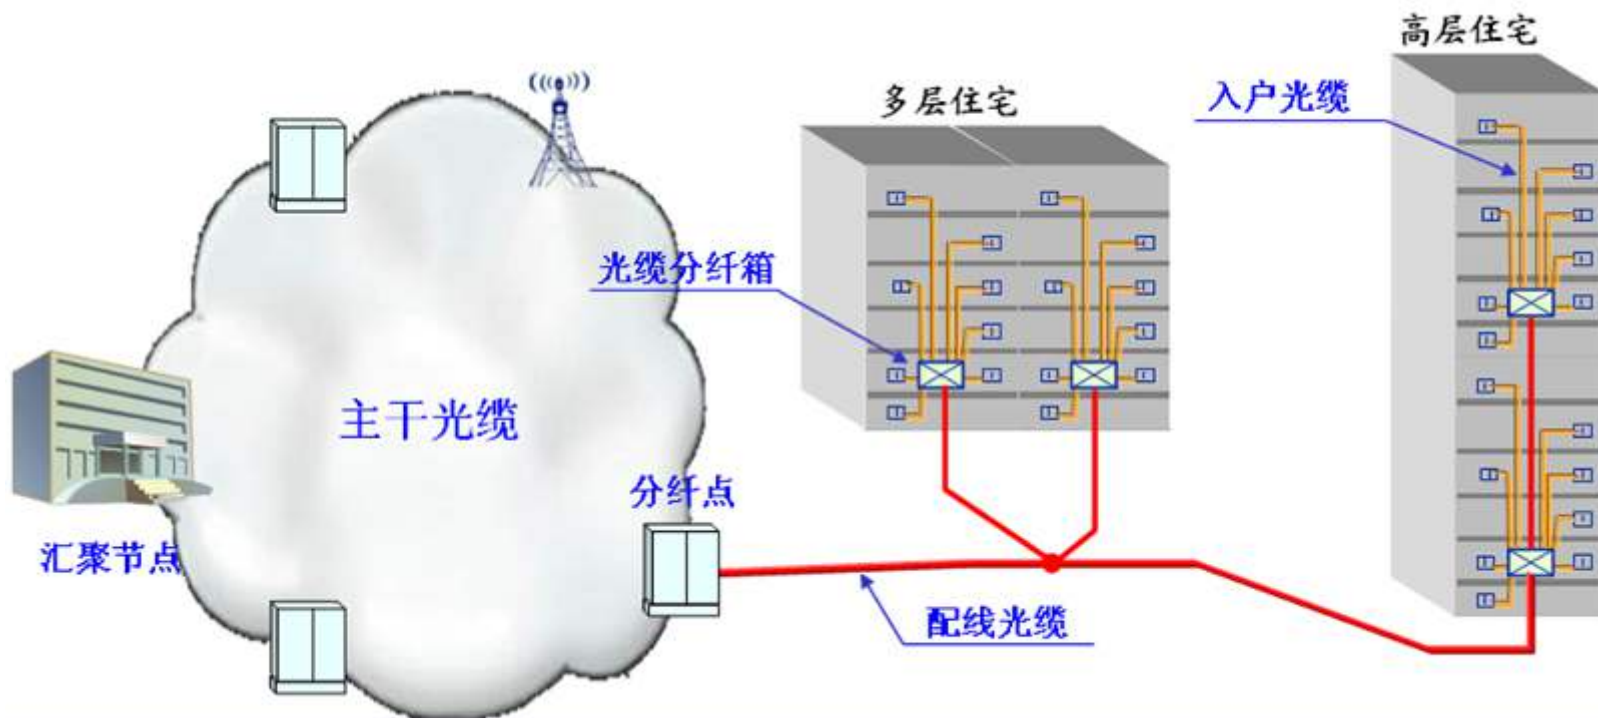 高层住宅
多层住宅
入户光缆
光缆分纤箱
主干光缆
分纤点
汇聚节点
配线光缆